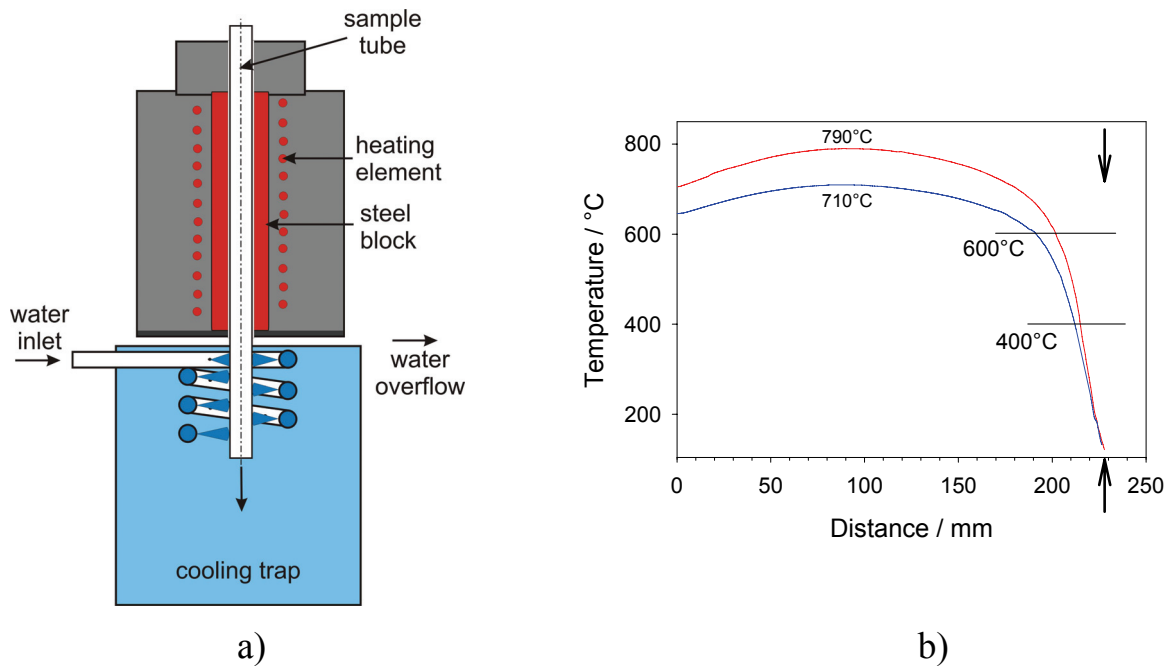 sample
tube
heating
element
steel
block
water
inlet
water
overflow
cooling trap
a)
Temperature / °C
800
600
400
200
790°C
710°C
600°C
400°C
0
50
100
150
200
250
Distance / mm
b)